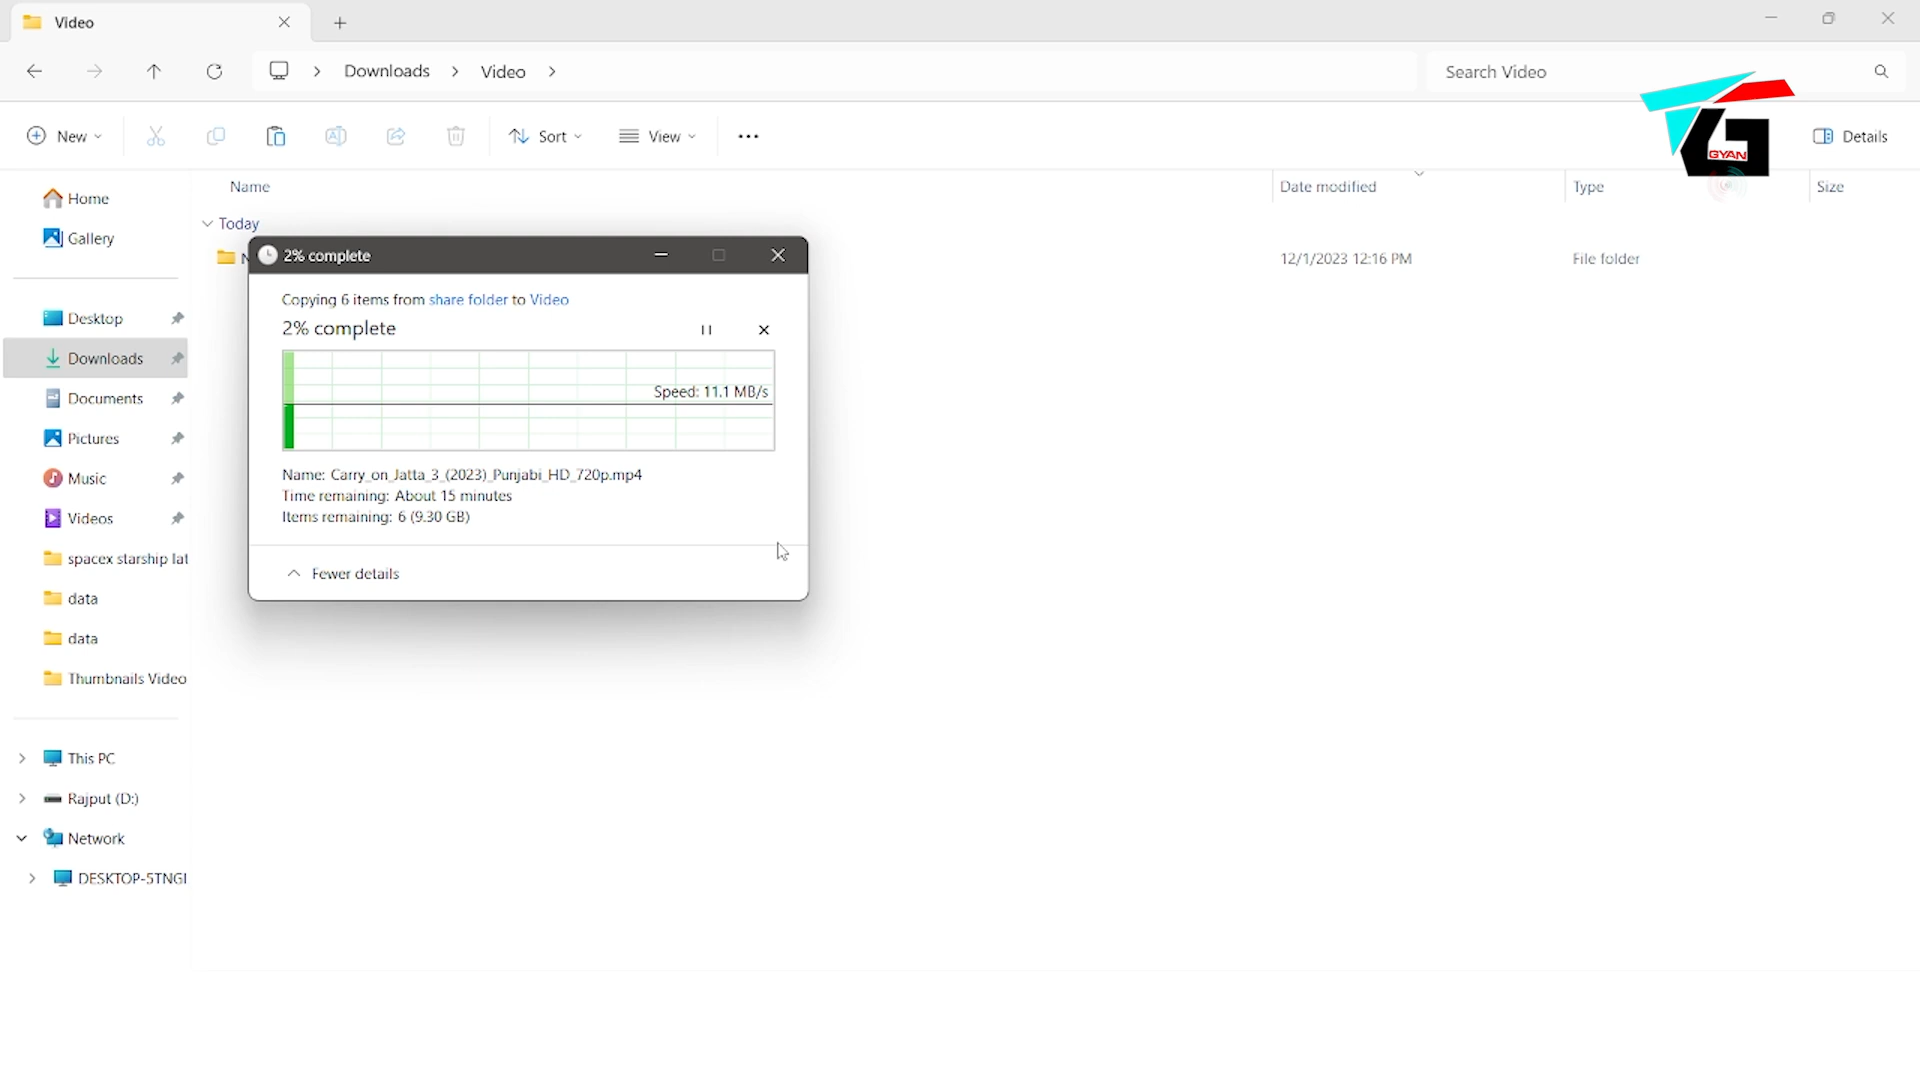 Video
Downloads > Video >
Search Video
New
Sort
View
Details
GYAN
Home
Gallery
Desktop
Downloads
Documents
Pictures
Music
Videos
spacex starship lat
data
data
Thumbnails Video
This PC
Rajput (D:)
Network
DESKTOP-5TNGI
Name
Date modified
Type
Size
Today
N
12/1/2023 12:16 PM
File folder
2% complete
Copying 6 items from share folder to Video
2% complete
Speed: 11.1 MB/s
Name: Carry_on_Jatta_3_(2023)_Punjabi_HD_720p.mp4
Time remaining: About 15 minutes
Items remaining: 6 (9.30 GB)
Fewer details